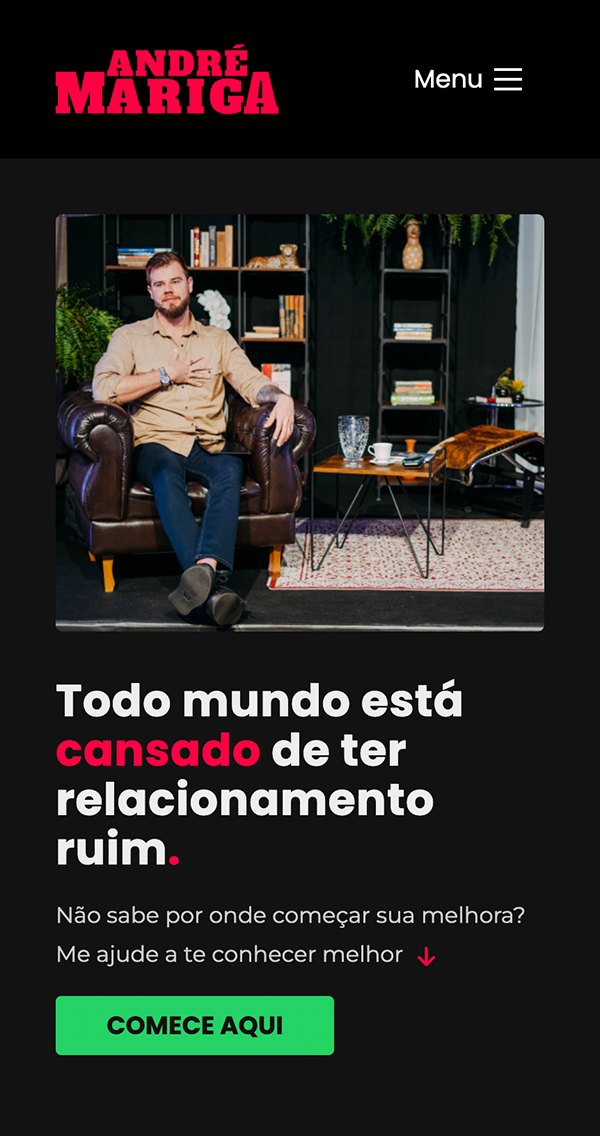 ANDRÉ
MARIGA
Menu
Todo mundo está
cansado de ter
relacionamento
ruim.
Não sabe por onde começar sua melhora?
Me ajude a te conhecer melhor ↓
COMECE AQUI